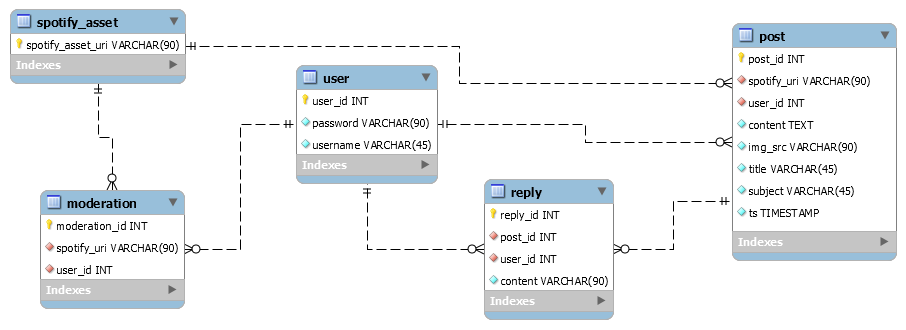 spotify_asset
spotify_asset_uri VARCHAR(90)
Indexes
user
user_id INT
password VARCHAR(90)
username VARCHAR(45)
Indexes
post
post_id INT
spotify_uri VARCHAR(90)
user_id INT
content TEXT
img_src VARCHAR(90)
title VARCHAR(45)
subject VARCHAR(45)
ts TIMESTAMP
Indexes
moderation
moderation_id INT
spotify_uri VARCHAR(90)
user_id INT
Indexes
reply
reply_id INT
post_id INT
user_id INT
content VARCHAR(90)
Indexes